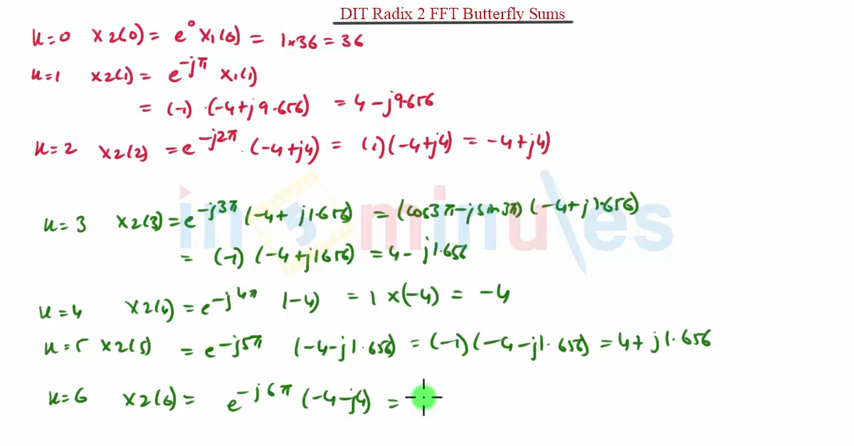 DIT Radix 2 FFT Butterfly Sums
k=0 x2(0) = e⁰ x1(0) = 1×36 = 36
k=1 x2(1) = e^-jπ x1(1)
= (-1) · (-4+j9.656) = 4-j9.656
k=2 x2(2) = e^-j2π · (-4+j4) = (1)(-4+j4) = -4+j4
in 3 minutes
k=3 x2(3) = e^-j3π (-4+j1.656) = (cos3π-jsin3π) (-4+j1.656)
= (-1) (-4+j1.656) = 4-j1.656
k=4 x2(4) = e^-j4π (-4) = 1×(-4) = -4
k=5 x2(5) = e^-j5π (-4-j1.656) = (-1)(-4-j1.656) = 4+j1.656
k=6 x2(6) = e^-j6π (-4-j4) =